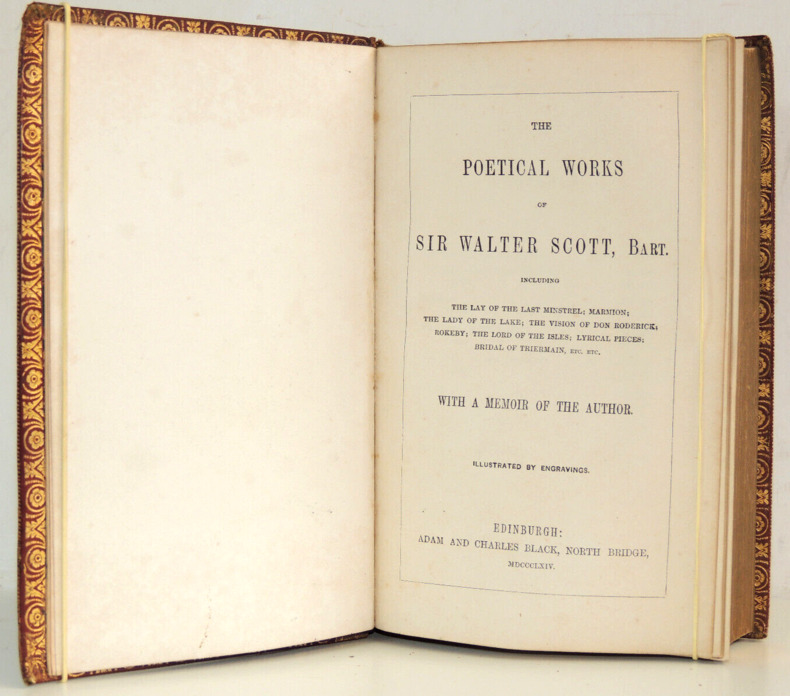 THE
POETICAL WORKS
OF
SIR WALTER SCOTT, BART.
INCLUDING
THE LAY OF THE LAST MINSTREL; MARMION;
THE LADY OF THE LAKE; THE VISION OF DON RODERICK;
ROKEBY; THE LORD OF THE ISLES; LYRICAL PIECES;
BRIDAL OF TRIERMAIN, ETC. ETC.
WITH A MEMOIR OF THE AUTHOR.
ILLUSTRATED BY ENGRAVINGS.
EDINBURGH:
ADAM AND CHARLES BLACK, NORTH BRIDGE,
MDCCCLXIV.